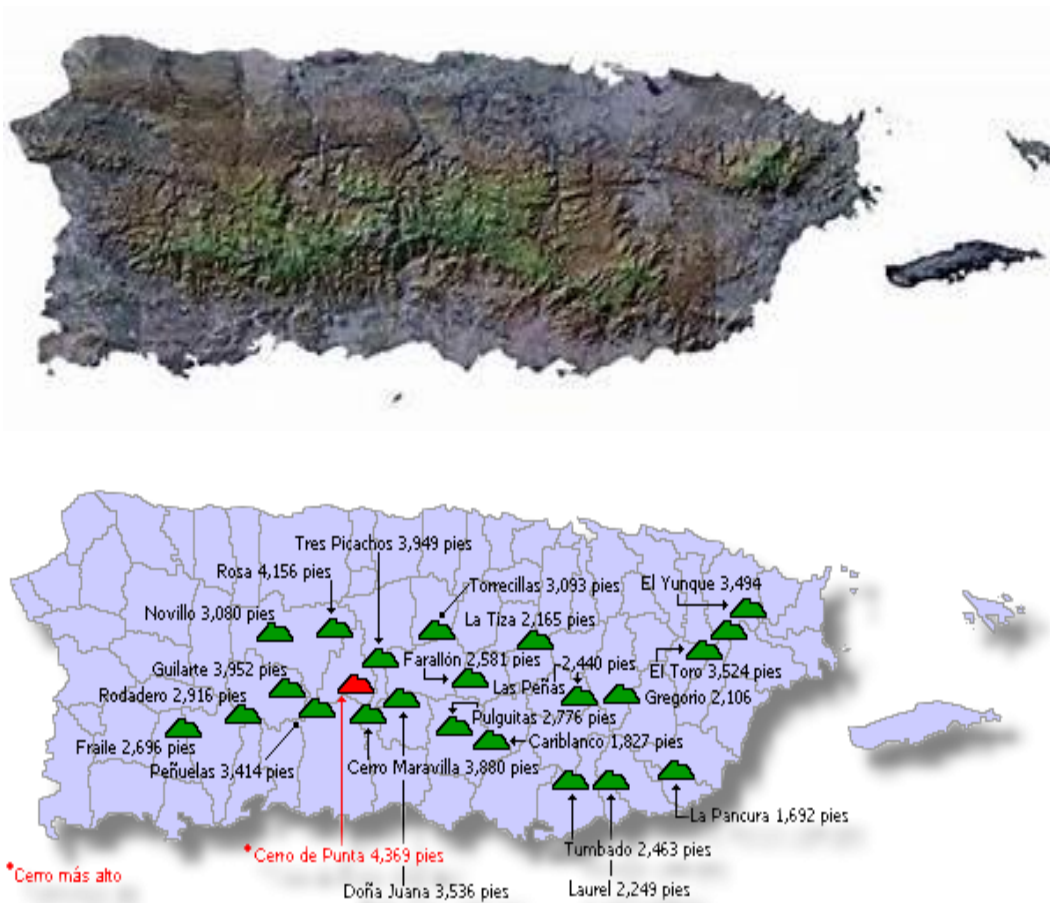 Tres Picachos 3,949 pies
Rosa 4,156 pies
Torrecillas 3,093 pies
El Yunque 3,494
Novillo 3,080 pies
La Tiza 2,165 pies
Guilarte 3,952 pies
Farallón 2,581 pies
2,440 pies
Las Peñas
El Toro 3,524 pies
Rodadero 2,916 pies
Gregorio 2,106
Pulguitas 2,776 pies
Fraile 2,696 pies
Cariblanco 1,827 pies
Peñuelas 3,414 pies
Cerro Maravilla 3,880 pies
La Pancura 1,692 pies
*Cerro de Punta 4,369 pies
Tumbado 2,463 pies
*Cerro más alto
Doña Juana 3,536 pies
Laurel 2,249 pies